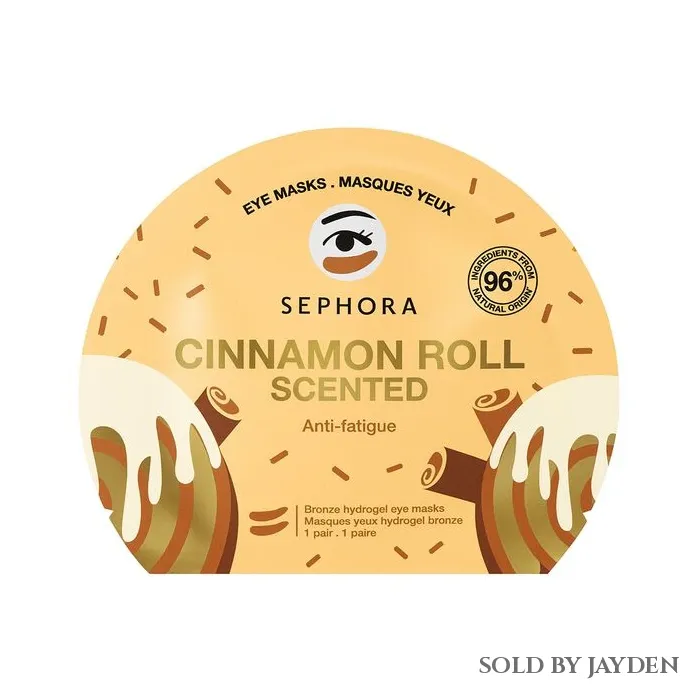 EYE MASKS . MASQUES YEUX
SEPHORA
INGREDIENTS FROM
96%
NATURAL ORIGIN
CINNAMON ROLL
SCENTED
Anti-fatigue
Bronze hydrogel eye masks
Masques yeux hydrogel bronze
1 pair . 1 paire
SOLD BY JAYDEN